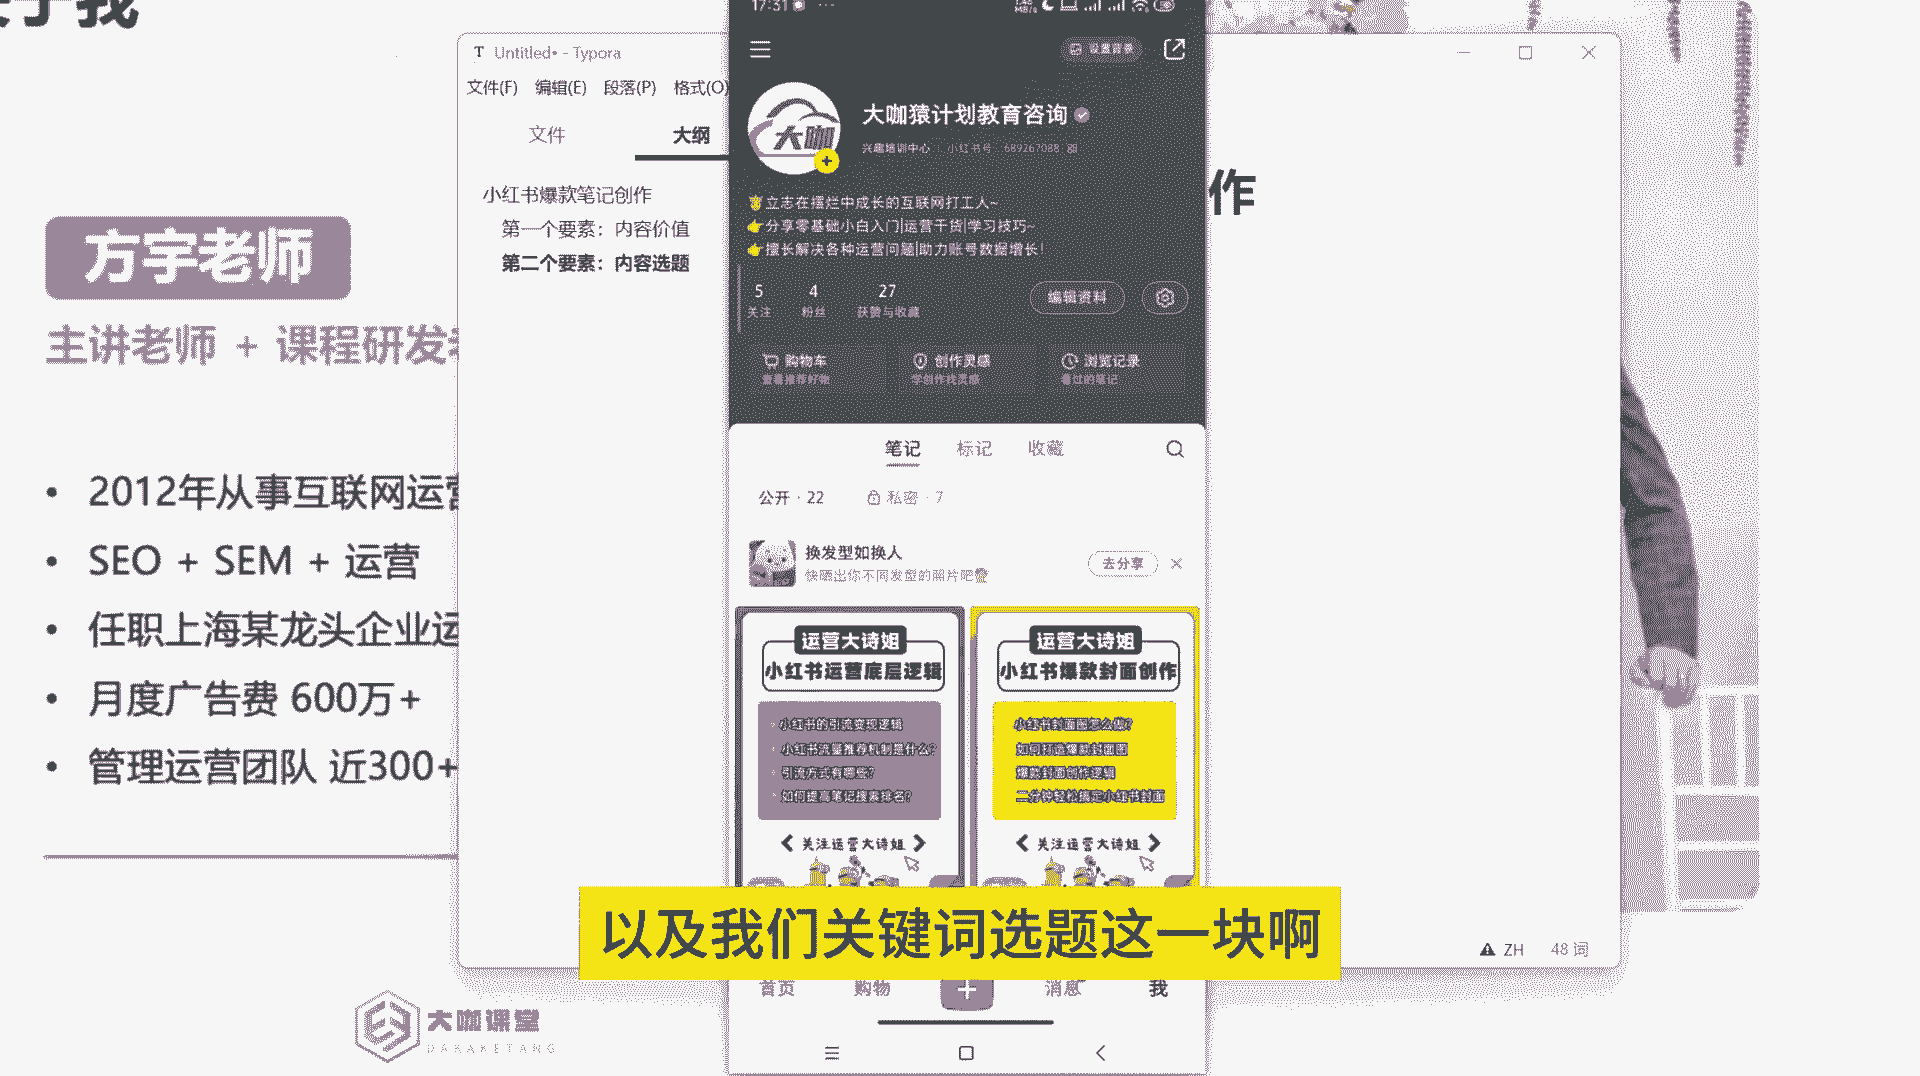 Untitled• - Typora
文件(F) 编辑(E) 段落(P) 格式(O)
文件
大纲
小红书爆款笔记创作
第一个要素：内容价值
第二个要素：内容选题
作
ZH
48 词
方宇老师
主讲老师 + 课程研发
• 2012年从事互联网运营
• SEO + SEM + 运营
• 任职上海某龙头企业运
• 月度广告费 600万+
• 管理运营团队 近300+
大咖课堂
DAKAKETANG
17:31
设置背景
大咖猿计划教育咨询
大咖
兴趣培训中心
小红书号：689267088
立志在摆烂中成长的互联网打工人~
分享零基础小白入门|运营干货|学习技巧~
擅长解决各种运营问题|助力账号数据增长!
5 4 27
关注 粉丝 获赞与收藏
编辑资料
购物车 创作灵感 浏览记录
查看推荐好物 学创作找灵感 看过的笔记
笔记 标记 收藏
公开 · 22 私密 · 7
换发型如换人
快晒出你不同发型的照片吧
去分享
运营大诗姐
小红书运营底层逻辑
小红书的引流变现逻辑
小红书流量推荐机制是什么?
引流方式有哪些?
如何提高笔记搜索排名?
关注运营大诗姐
运营大诗姐
小红书爆款封面创作
小红书封面图怎么做?
如何打造爆款封面图
爆款封面创作逻辑
二分钟轻松搞定小红书封面
关注运营大诗姐
以及我们关键词选题这一块啊
首页 购物 消息 我